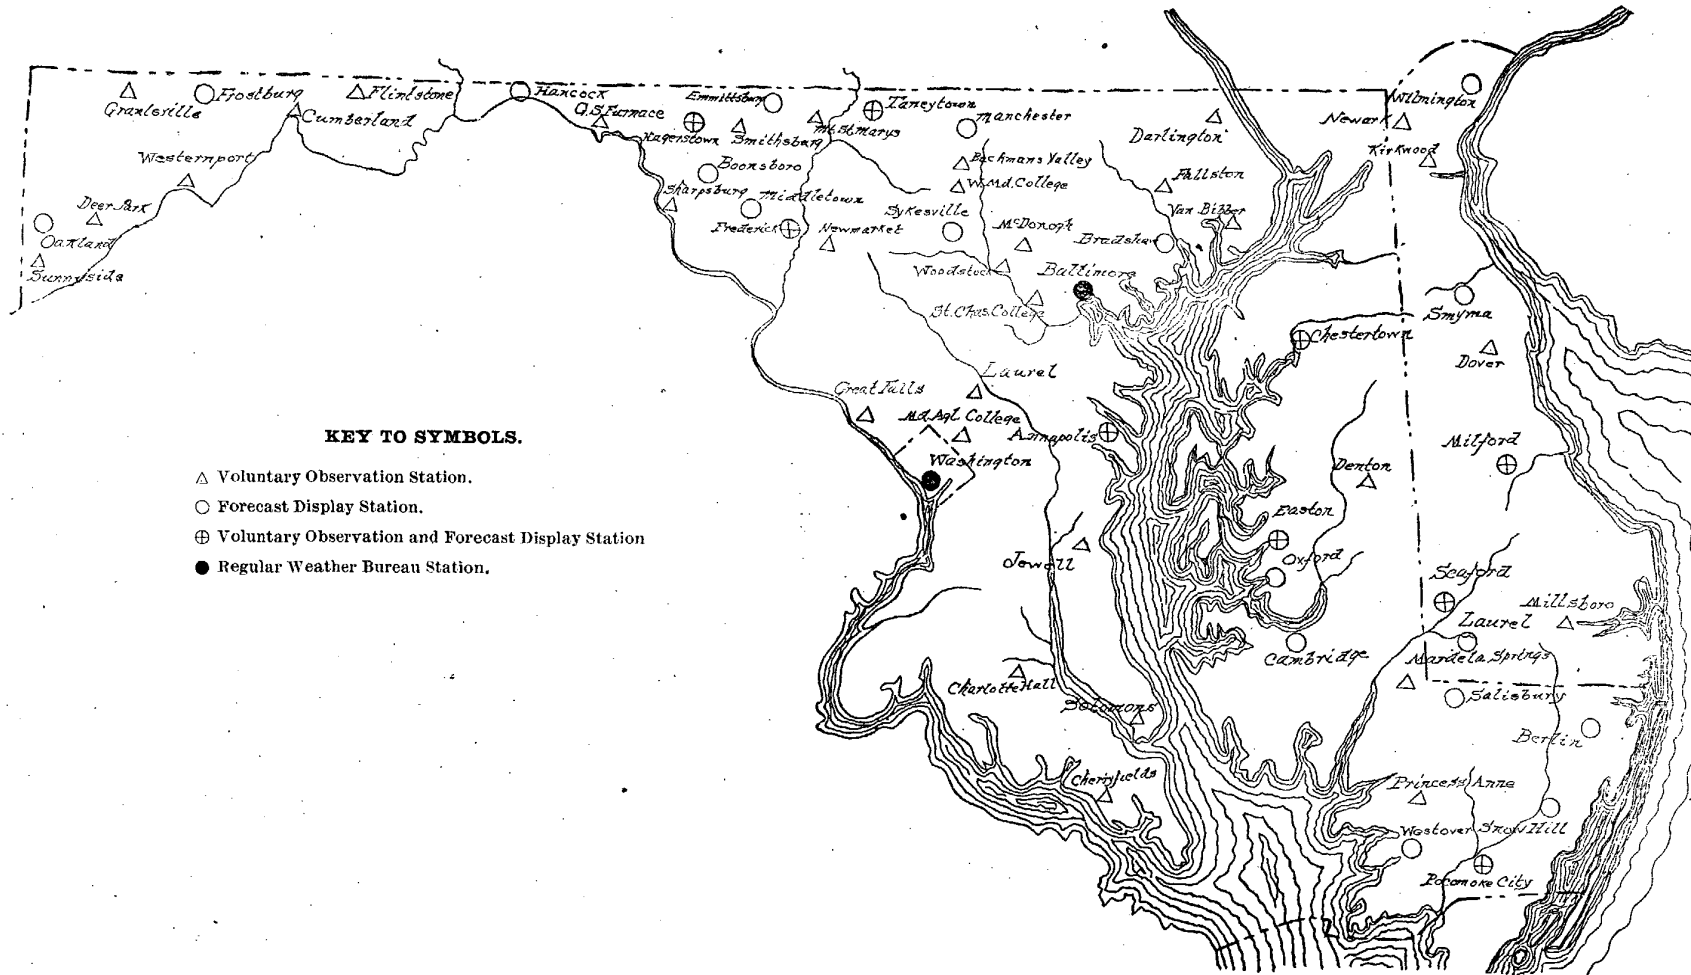 Grantsville
Frostburg
Cumberland
Flintstone
Hancock
G.S. Furnace
Hagerstown
Emmittsburg
Smithsburg
Mt. St. Marys
Taneytown
Manchester
Darlington
Newark
Wilmington
Kirkwood
Westernport
Deer Park
Oakland
Sunnyside
Boonsboro
Sharpsburg
Middletown
Frederick
Newmarket
Bachmans Valley
W. Md. College
Sykesville
McDonogh
Fallston
Van Bibber
Bradshaw
Woodstock
Baltimore
St. Chas. College
Smyrna
Chestertown
Dover
Laurel
Great Falls
Md. Agl. College
Annapolis
Washington
Milford
Denton
Easton
Oxford
Jewell
Seaford
Millsboro
Laurel
Cambridge
Mardela Springs
Charlotte Hall
Solomons
Salisbury
Berlin
Cherryfields
Princess Anne
Westover
Snow Hill
Pocomoke City
KEY TO SYMBOLS.
△ Voluntary Observation Station.
○ Forecast Display Station.
⊕ Voluntary Observation and Forecast Display Station
● Regular Weather Bureau Station.